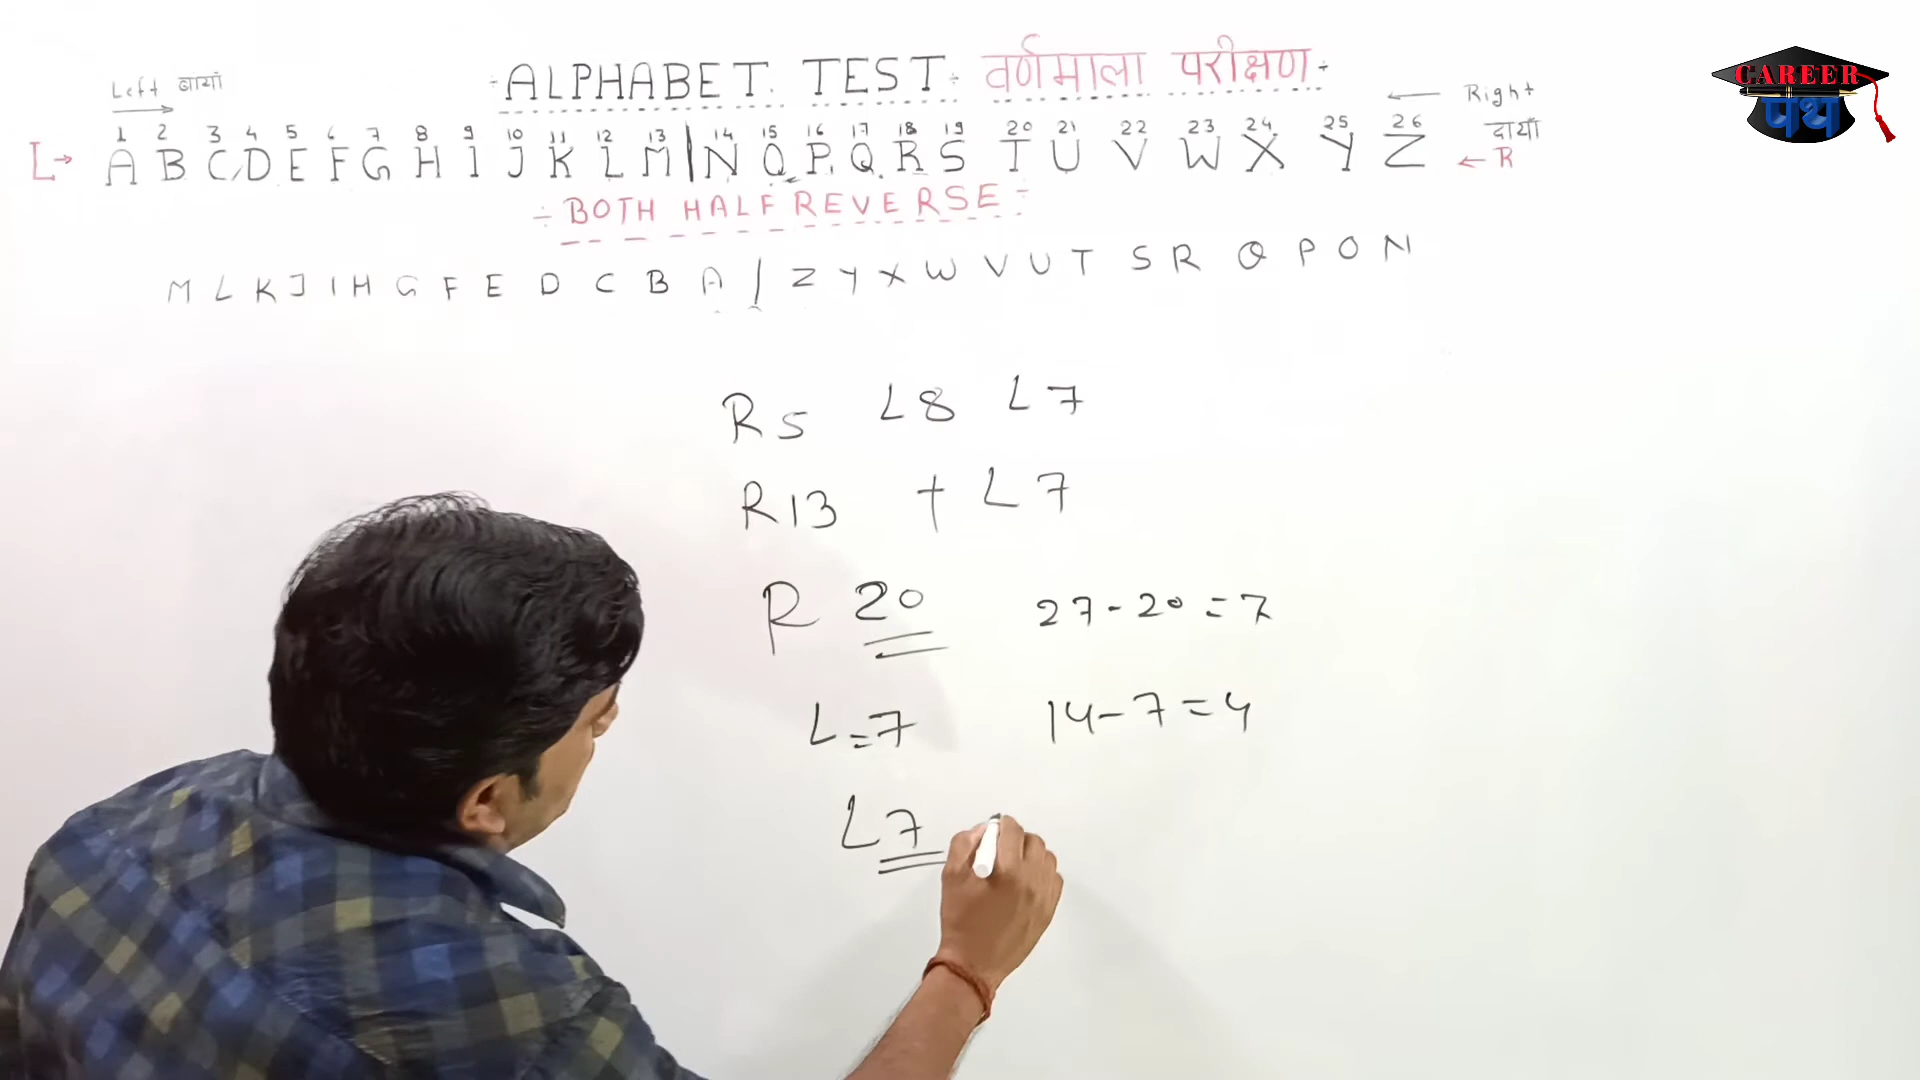 Left बायाँ
-:ALPHABET TEST:- वर्णमाला परीक्षण:-
← Right
दायाँ
1 2 3 4 5 6 7 8 9 10 11 12 13 14 15 16 17 18 19 20 21 22 23 24 25 26
L→ A B C D E F G H I J K L M | N O P Q R S T U V W X Y Z ← R
-: BOTH HALF REVERSE :-
M L K J I H G F E D C B A / Z Y X W V U T S R Q P O N
R5 L8 L7
R13 + L7
R 20 27-20=7
L=7 14-7=4
L7
CAREER
पथ